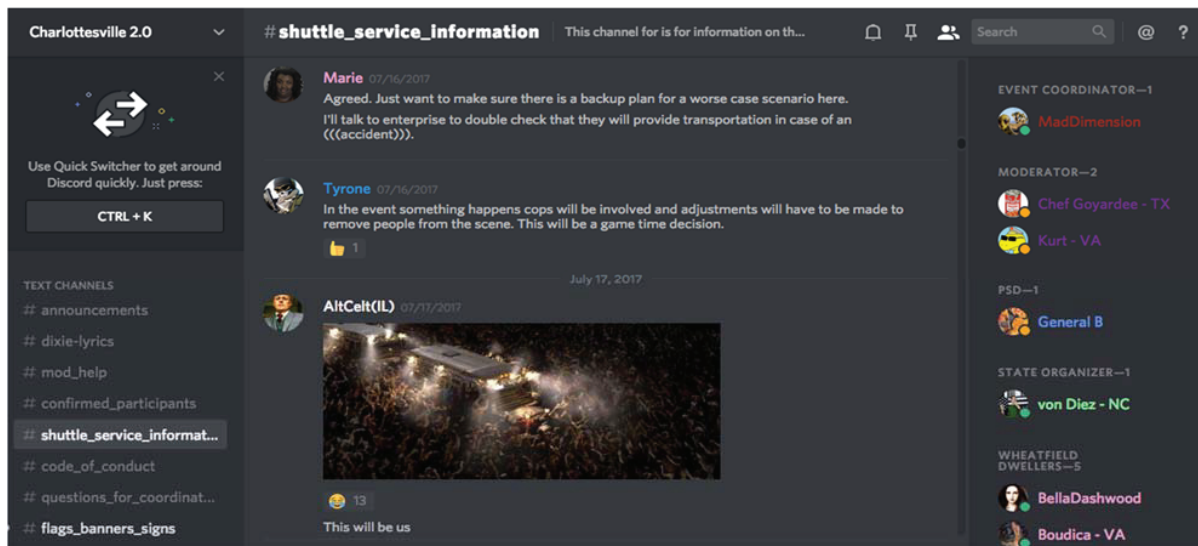 Charlottesville 2.0
Use Quick Switcher to get around
Discord quickly. Just press:
CTRL + K
TEXT CHANNELS
# announcements
# dixie-lyrics
# mod_help
# confirmed_participants
# shuttle_service_informat...
# code_of_conduct
# questions_for_coordinat...
# flags_banners_signs
#shuttle_service_information
This channel for is for information on th...
Search
@
?
Marie 07/16/2017
Agreed. Just want to make sure there is a backup plan for a worse case scenario here.
I'll talk to enterprise to double check that they will provide transportation in case of an
(((accident))).
Tyrone 07/16/2017
In the event something happens cops will be involved and adjustments will have to be made to
remove people from the scene. This will be a game time decision.
1
July 17, 2017
AltCelt(IL) 07/17/2017
13
This will be us
EVENT COORDINATOR—1
MadDimension
MODERATOR—2
Chef Goyardee - TX
Kurt - VA
PSD—1
General B
STATE ORGANIZER—1
von Diez - NC
WHEATFIELD
DWELLERS—5
BellaDashwood
Boudica - VA